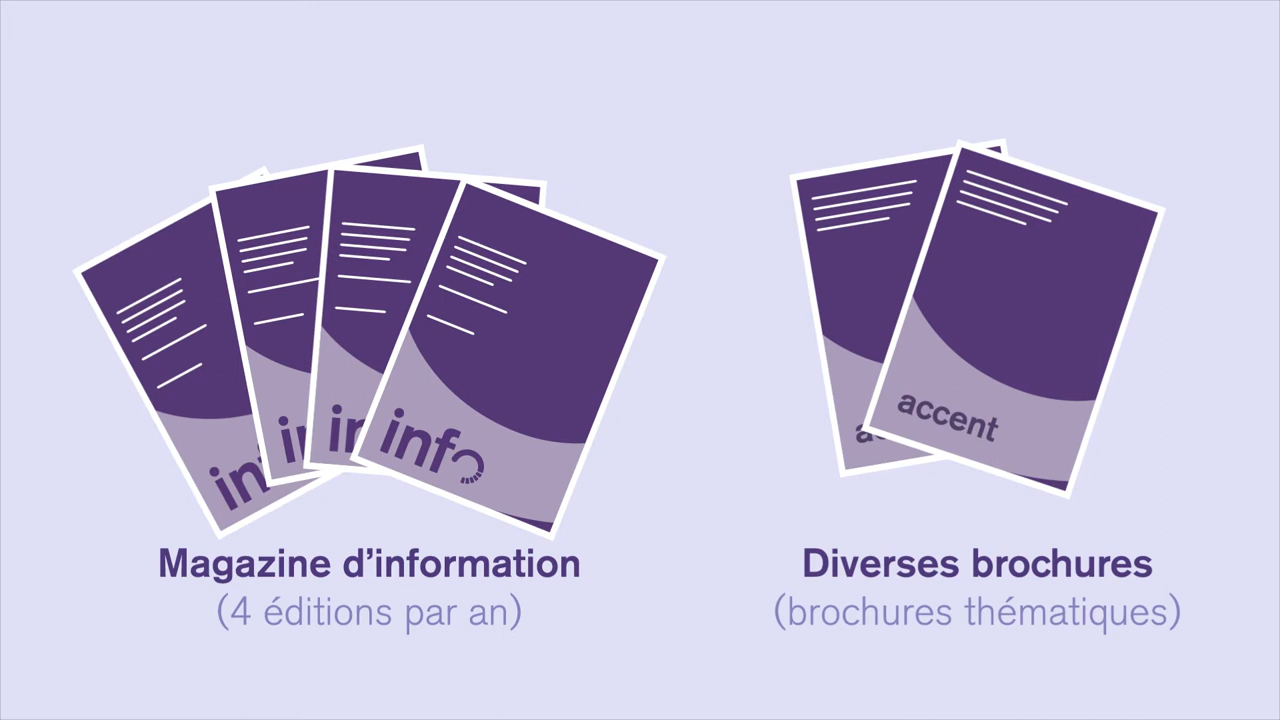 info
accent
Magazine d’information
(4 éditions par an)
Diverses brochures
(brochures thématiques)